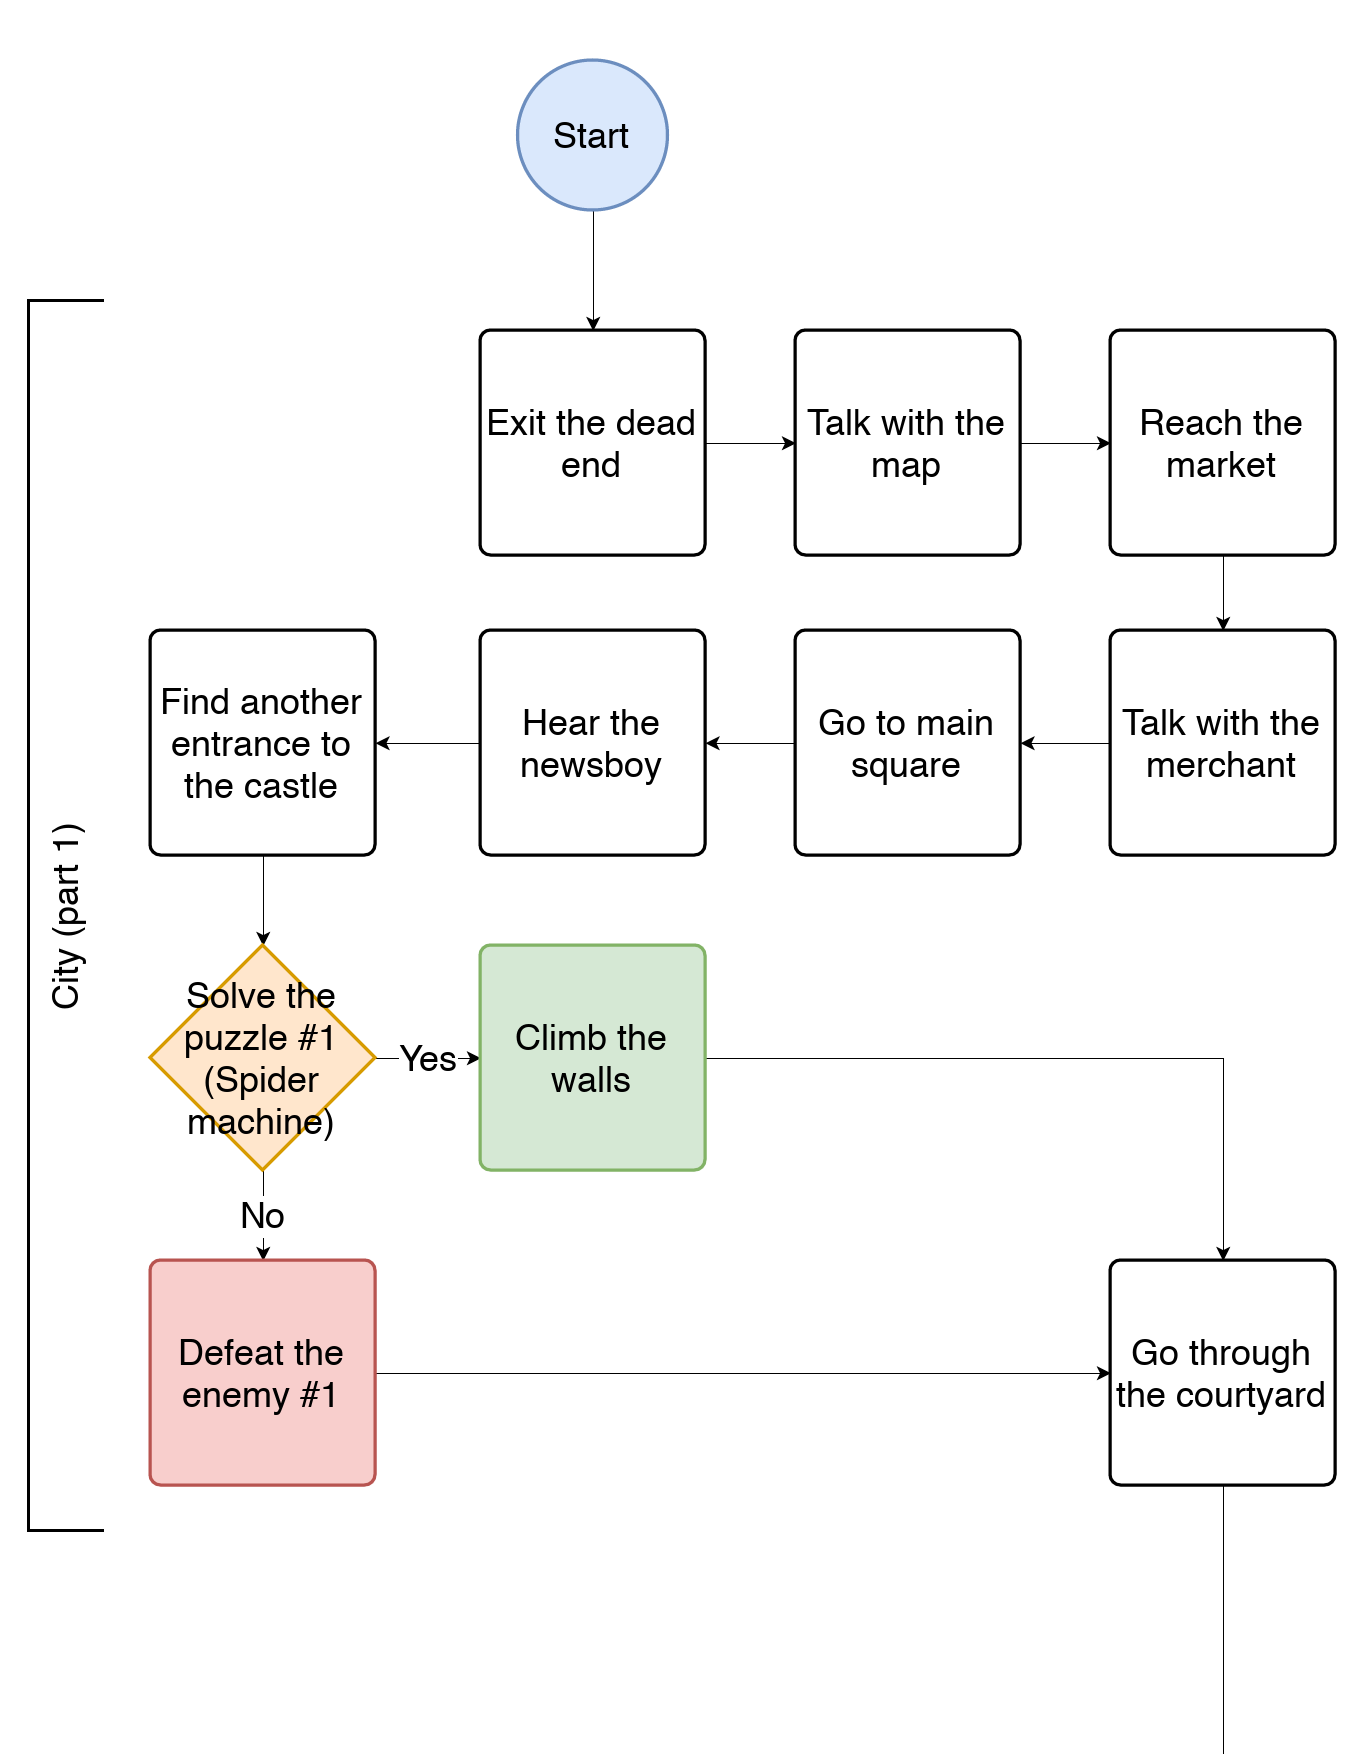 Start
Exit the dead
end
Talk with the
map
Reach the
market
Find another
entrance to
the castle
Hear the
newsboy
Go to main
square
Talk with the
merchant
City (part 1)
Solve the
puzzle #1
(Spider
machine)
Yes
Climb the
walls
No
Defeat the
enemy #1
Go through
the courtyard